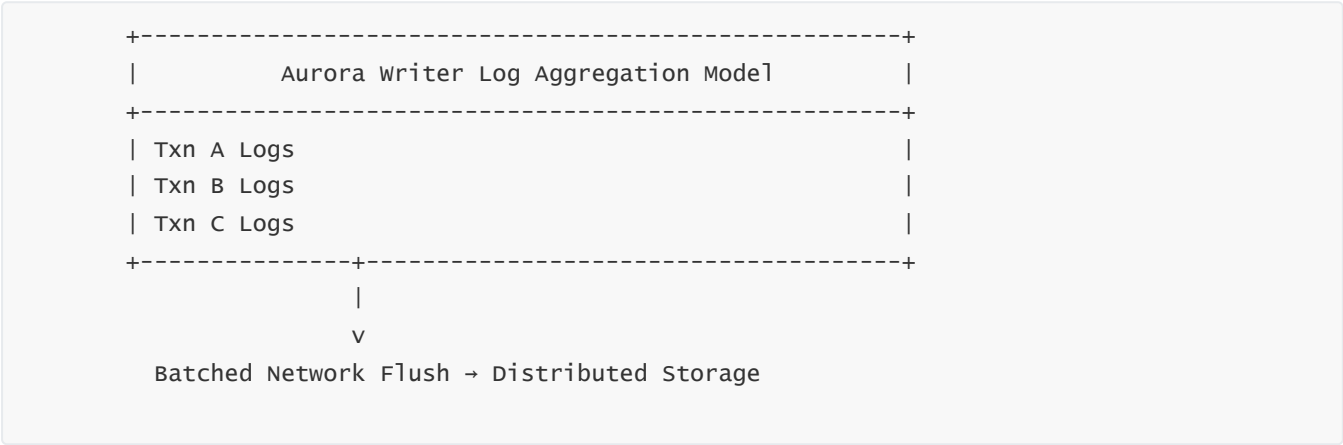 +------------------------------------------------------+
|          Aurora Writer Log Aggregation Model         |
+------------------------------------------------------+
| Txn A Logs                                           |
| Txn B Logs                                           |
| Txn C Logs                                           |
+---------------+--------------------------------------+
                |
                v
  Batched Network Flush → Distributed Storage